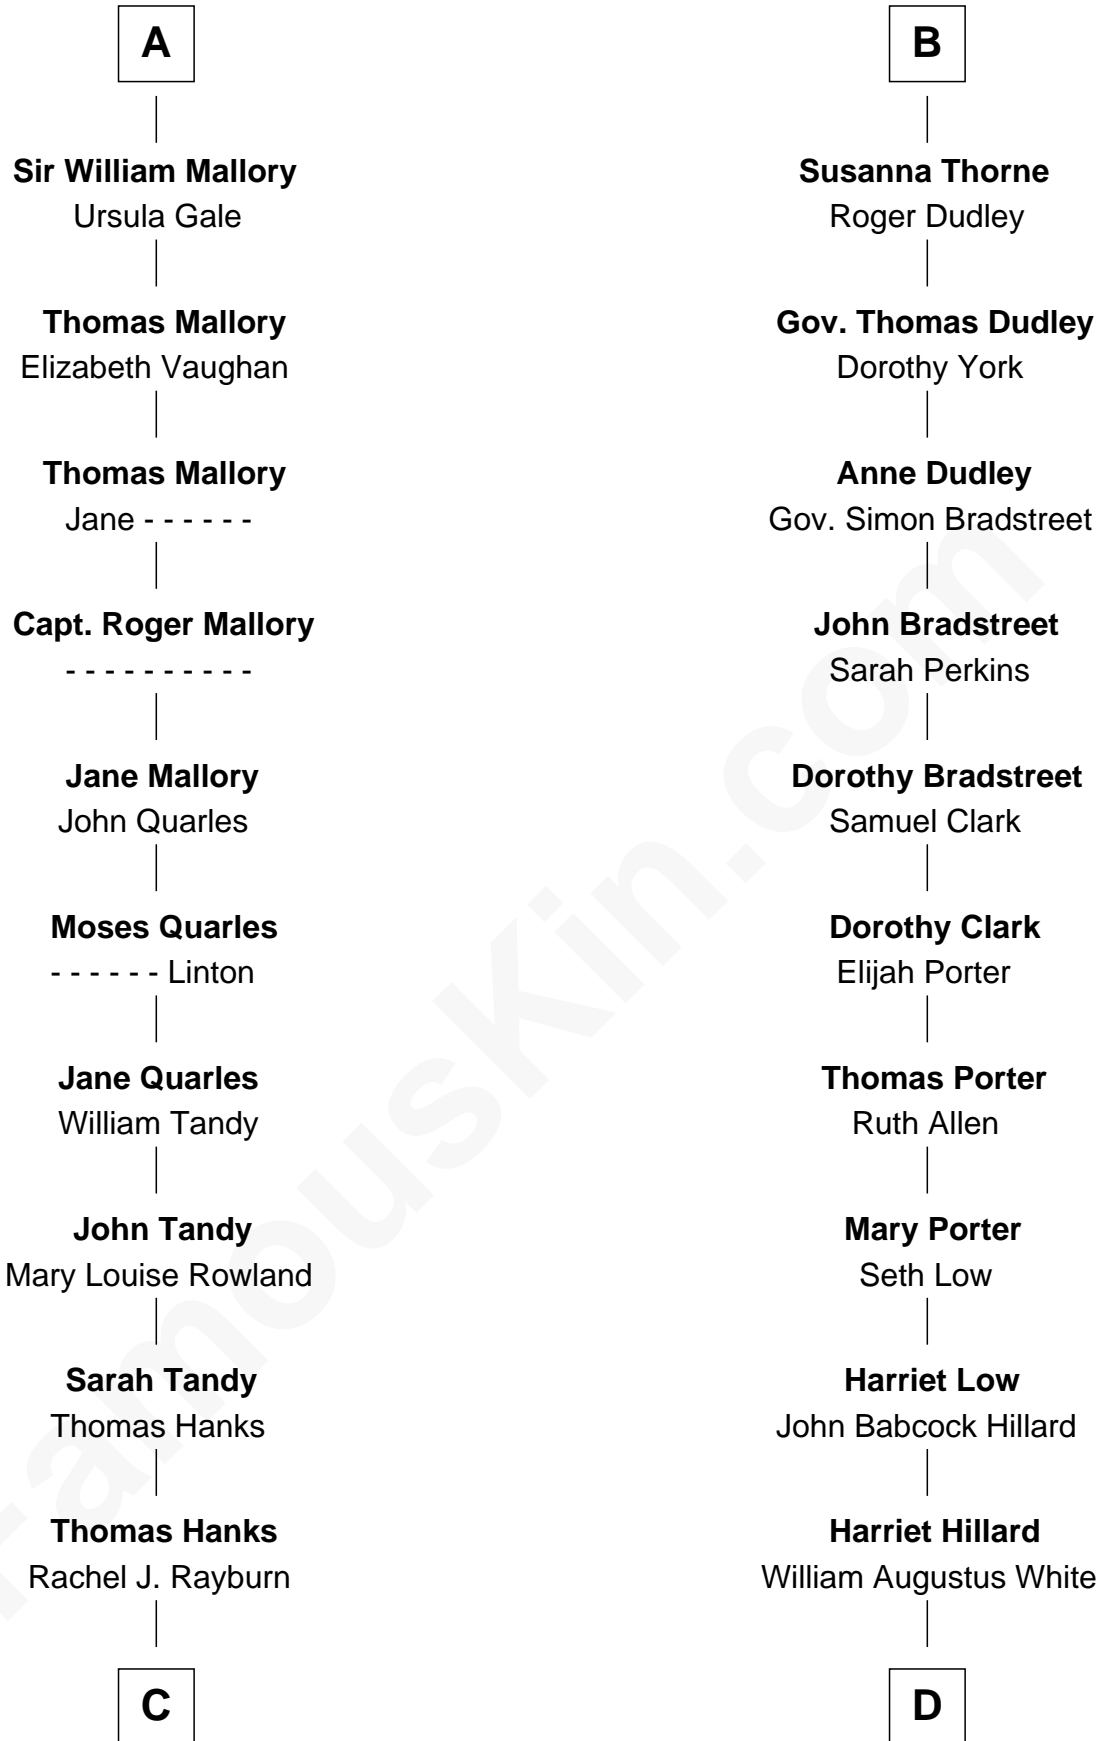 A
Sir William Mallory
Ursula Gale
Thomas Mallory
Elizabeth Vaughan
Thomas Mallory
Jane - - - - - -
Capt. Roger Mallory
- - - - - - - - - -
Jane Mallory
John Quarles
Moses Quarles
- - - - - - Linton
Jane Quarles
William Tandy
John Tandy
Mary Louise Rowland
Sarah Tandy
Thomas Hanks
Thomas Hanks
Rachel J. Rayburn
C
B
Susanna Thorne
Roger Dudley
Gov. Thomas Dudley
Dorothy York
Anne Dudley
Gov. Simon Bradstreet
John Bradstreet
Sarah Perkins
Dorothy Bradstreet
Samuel Clark
Dorothy Clark
Elijah Porter
Thomas Porter
Ruth Allen
Mary Porter
Seth Low
Harriet Low
John Babcock Hillard
Harriet Hillard
William Augustus White
D
FamousKin.com